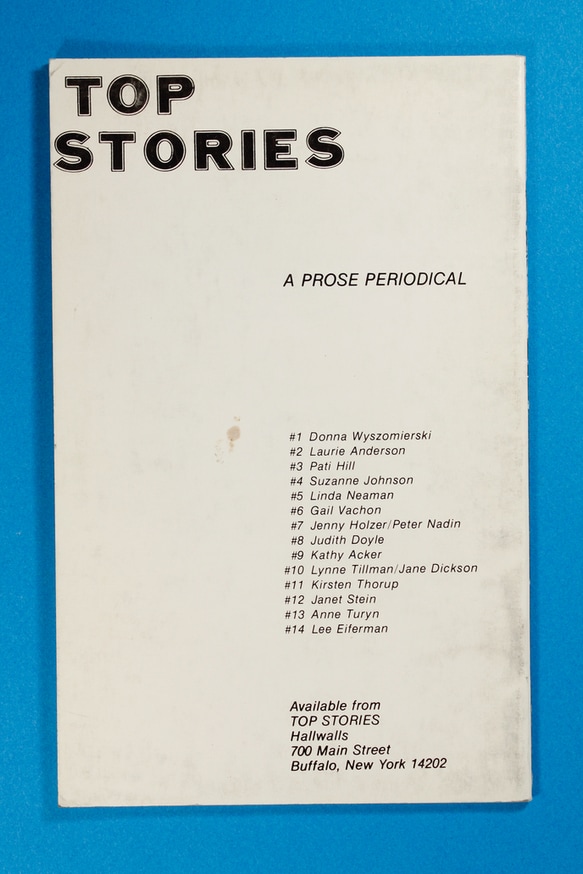 TOP
STORIES
A PROSE PERIODICAL
#1 Donna Wyszomierski
#2 Laurie Anderson
#3 Pati Hill
#4 Suzanne Johnson
#5 Linda Neaman
#6 Gail Vachon
#7 Jenny Holzer/Peter Nadin
#8 Judith Doyle
#9 Kathy Acker
#10 Lynne Tillman/Jane Dickson
#11 Kirsten Thorup
#12 Janet Stein
#13 Anne Turyn
#14 Lee Eiferman
Available from
TOP STORIES
Hallwalls
700 Main Street
Buffalo, New York 14202